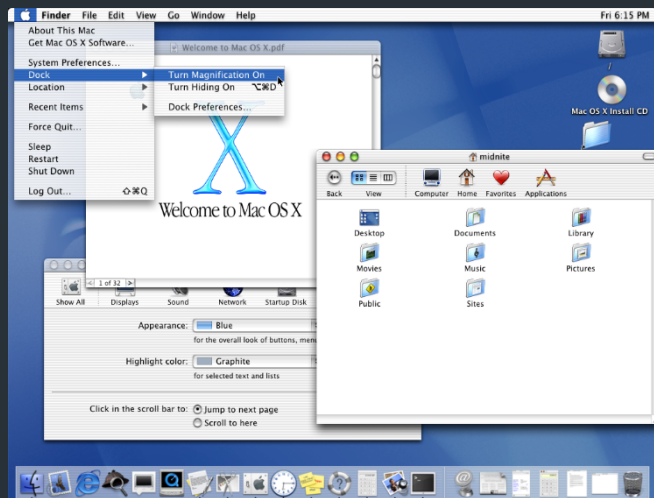 Finder File Edit View Go Window Help
Fri 6:15 PM
About This Mac
Get Mac OS X Software...
System Preferences...
Dock
Location
Recent Items
Force Quit...
Sleep
Restart
Shut Down
Log Out... ⇧⌘Q
Turn Magnification On
Turn Hiding On ⌥⌘D
Dock Preferences...
Welcome to Mac OS X.pdf
X
Welcome to Mac OS X
1 of 32
/
Mac OS X Install CD
midnite
Back
View
Computer
Home
Favorites
Applications
Desktop
Documents
Library
Movies
Music
Pictures
Public
Sites
Show All
Displays
Sound
Network
Startup Disk
Appearance: Blue
for the overall look of buttons, men
Highlight color: Graphite
for selected text and lists
Click in the scroll bar to: Jump to next page
Scroll to here